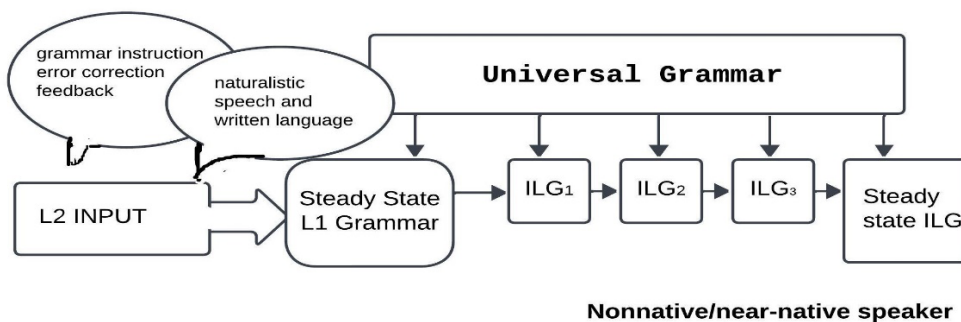 grammar instruction
error correction
feedback
naturalistic
speech and
written language
Universal Grammar
L2 INPUT
Steady State
L1 Grammar
ILG₁
ILG₂
ILG₃
Steady
state ILG
Nonnative/near-native speaker